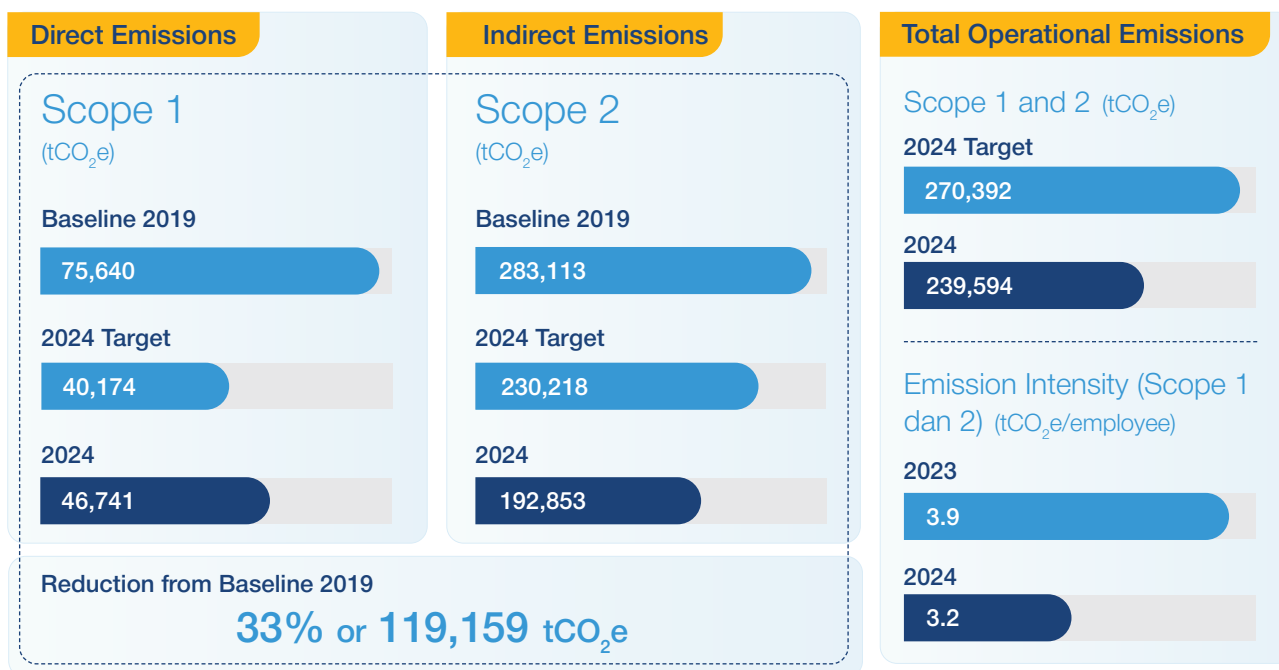 Direct Emissions
Scope 1
(tCO₂e)
Baseline 2019
75,640
2024 Target
40,174
2024
46,741
Indirect Emissions
Scope 2
(tCO₂e)
Baseline 2019
283,113
2024 Target
230,218
2024
192,853
Reduction from Baseline 2019
33% or 119,159 tCO₂e
Total Operational Emissions
Scope 1 and 2 (tCO₂e)
2024 Target
270,392
2024
239,594
Emission Intensity (Scope 1
dan 2) (tCO₂e/employee)
2023
3.9
2024
3.2